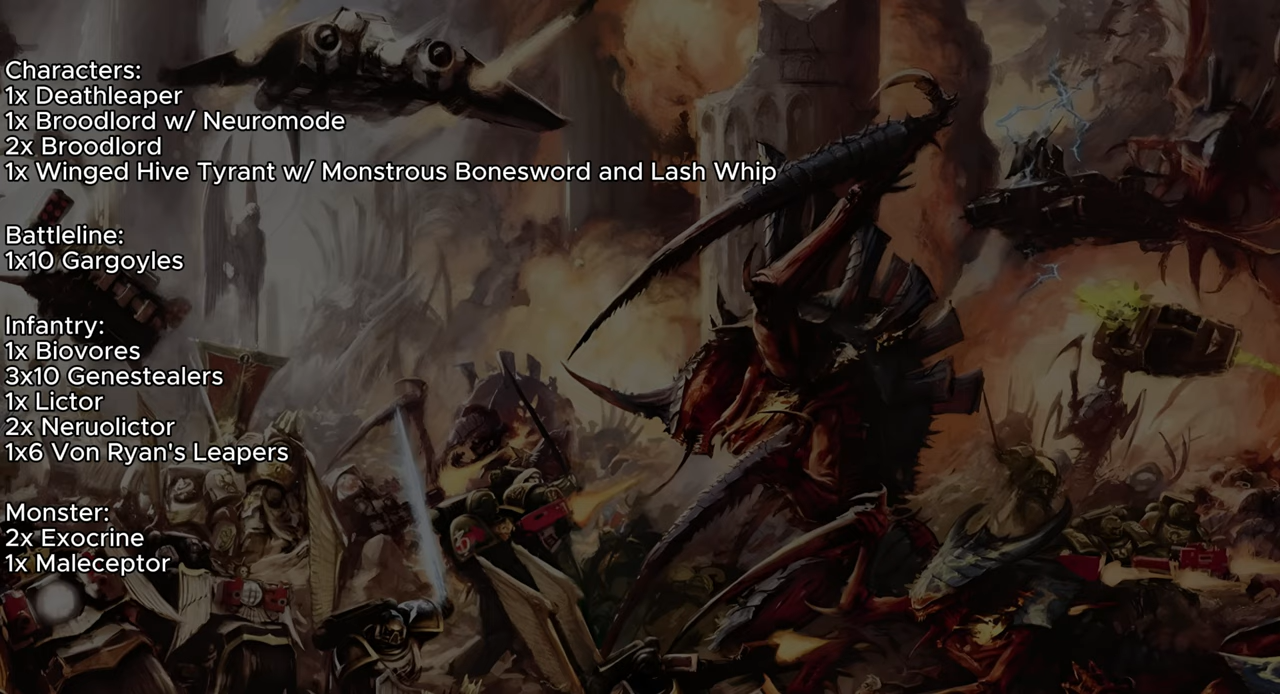 Characters:
1x Deathleaper
1x Broodlord w/ Neuromode
2x Broodlord
1x Winged Hive Tyrant w/ Monstrous Bonesword and Lash Whip
Battleline:
1x10 Gargoyles
Infantry:
1x Biovores
3x10 Genestealers
1x Lictor
2x Neruolictor
1x6 Von Ryan's Leapers
Monster:
2x Exocrine
1x Maleceptor